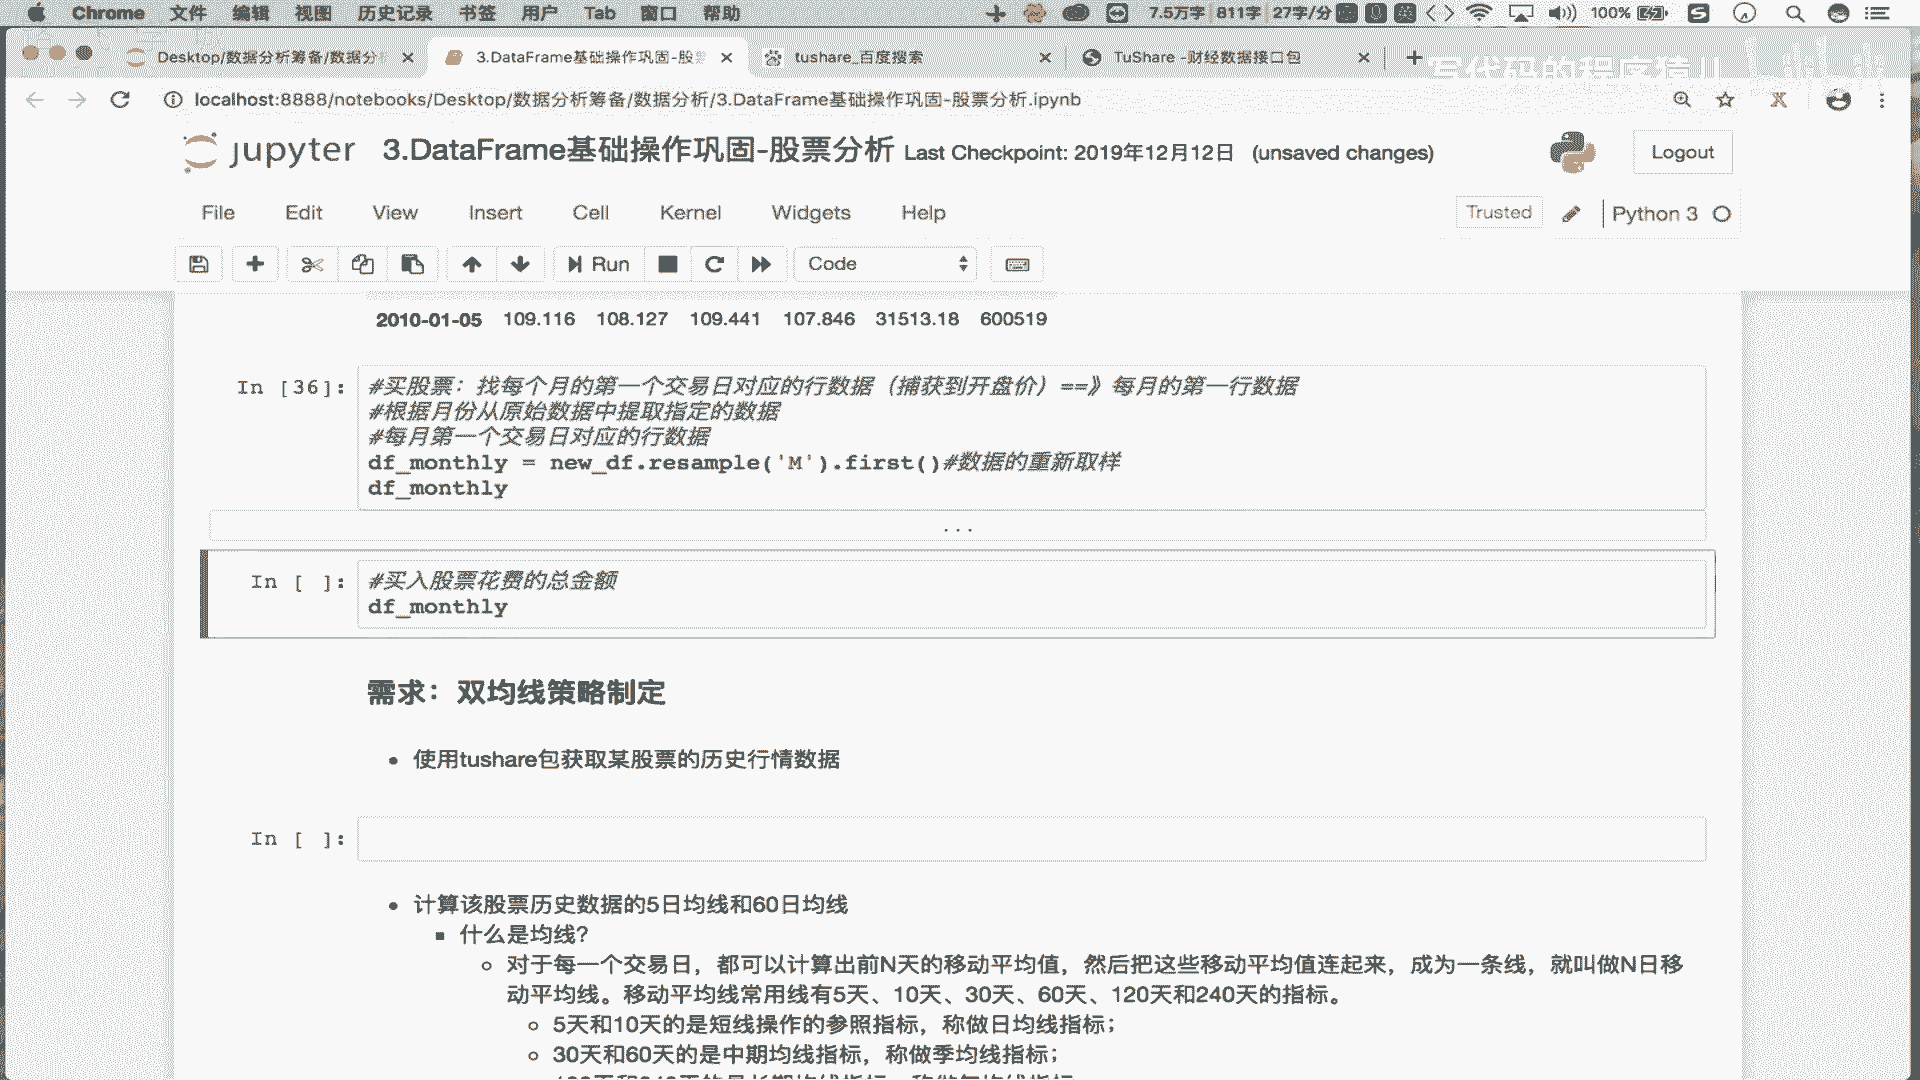 Chrome 文件 编辑 视图 历史记录 书签 用户 Tab 窗口 帮助 7.5万字 811字 27字/分 100%
Desktop/数据分析筹备/数据分析 3.DataFrame基础操作巩固-股票 tushare_百度搜索 TuShare -财经数据接口包
写代码的程序猿儿 bilibili
localhost:8888/notebooks/Desktop/数据分析筹备/数据分析/3.DataFrame基础操作巩固-股票分析.ipynb
jupyter 3.DataFrame基础操作巩固-股票分析 Last Checkpoint: 2019年12月12日 (unsaved changes) Logout
File Edit View Insert Cell Kernel Widgets Help Trusted Python 3
Run Code
2010-01-05 109.116 108.127 109.441 107.846 31513.18 600519
In [36]: #买股票：找每个月的第一个交易日对应的行数据（捕获到开盘价）==》每月的第一行数据
#根据月份从原始数据中提取指定的数据
#每月第一个交易日对应的行数据
df_monthly = new_df.resample('M').first()#数据的重新取样
df_monthly
...
In [ ]: #买入股票花费的总金额
df_monthly
需求：双均线策略制定
• 使用tushare包获取某股票的历史行情数据
In [ ]:
• 计算该股票历史数据的5日均线和60日均线
▪ 什么是均线？
◦ 对于每一个交易日，都可以计算出前N天的移动平均值，然后把这些移动平均值连起来，成为一条线，就叫做N日移
动平均线。移动平均线常用线有5天、10天、30天、60天、120天和240天的指标。
◦ 5天和10天的是短线操作的参照指标，称做日均线指标；
◦ 30天和60天的是中期均线指标，称做季均线指标；